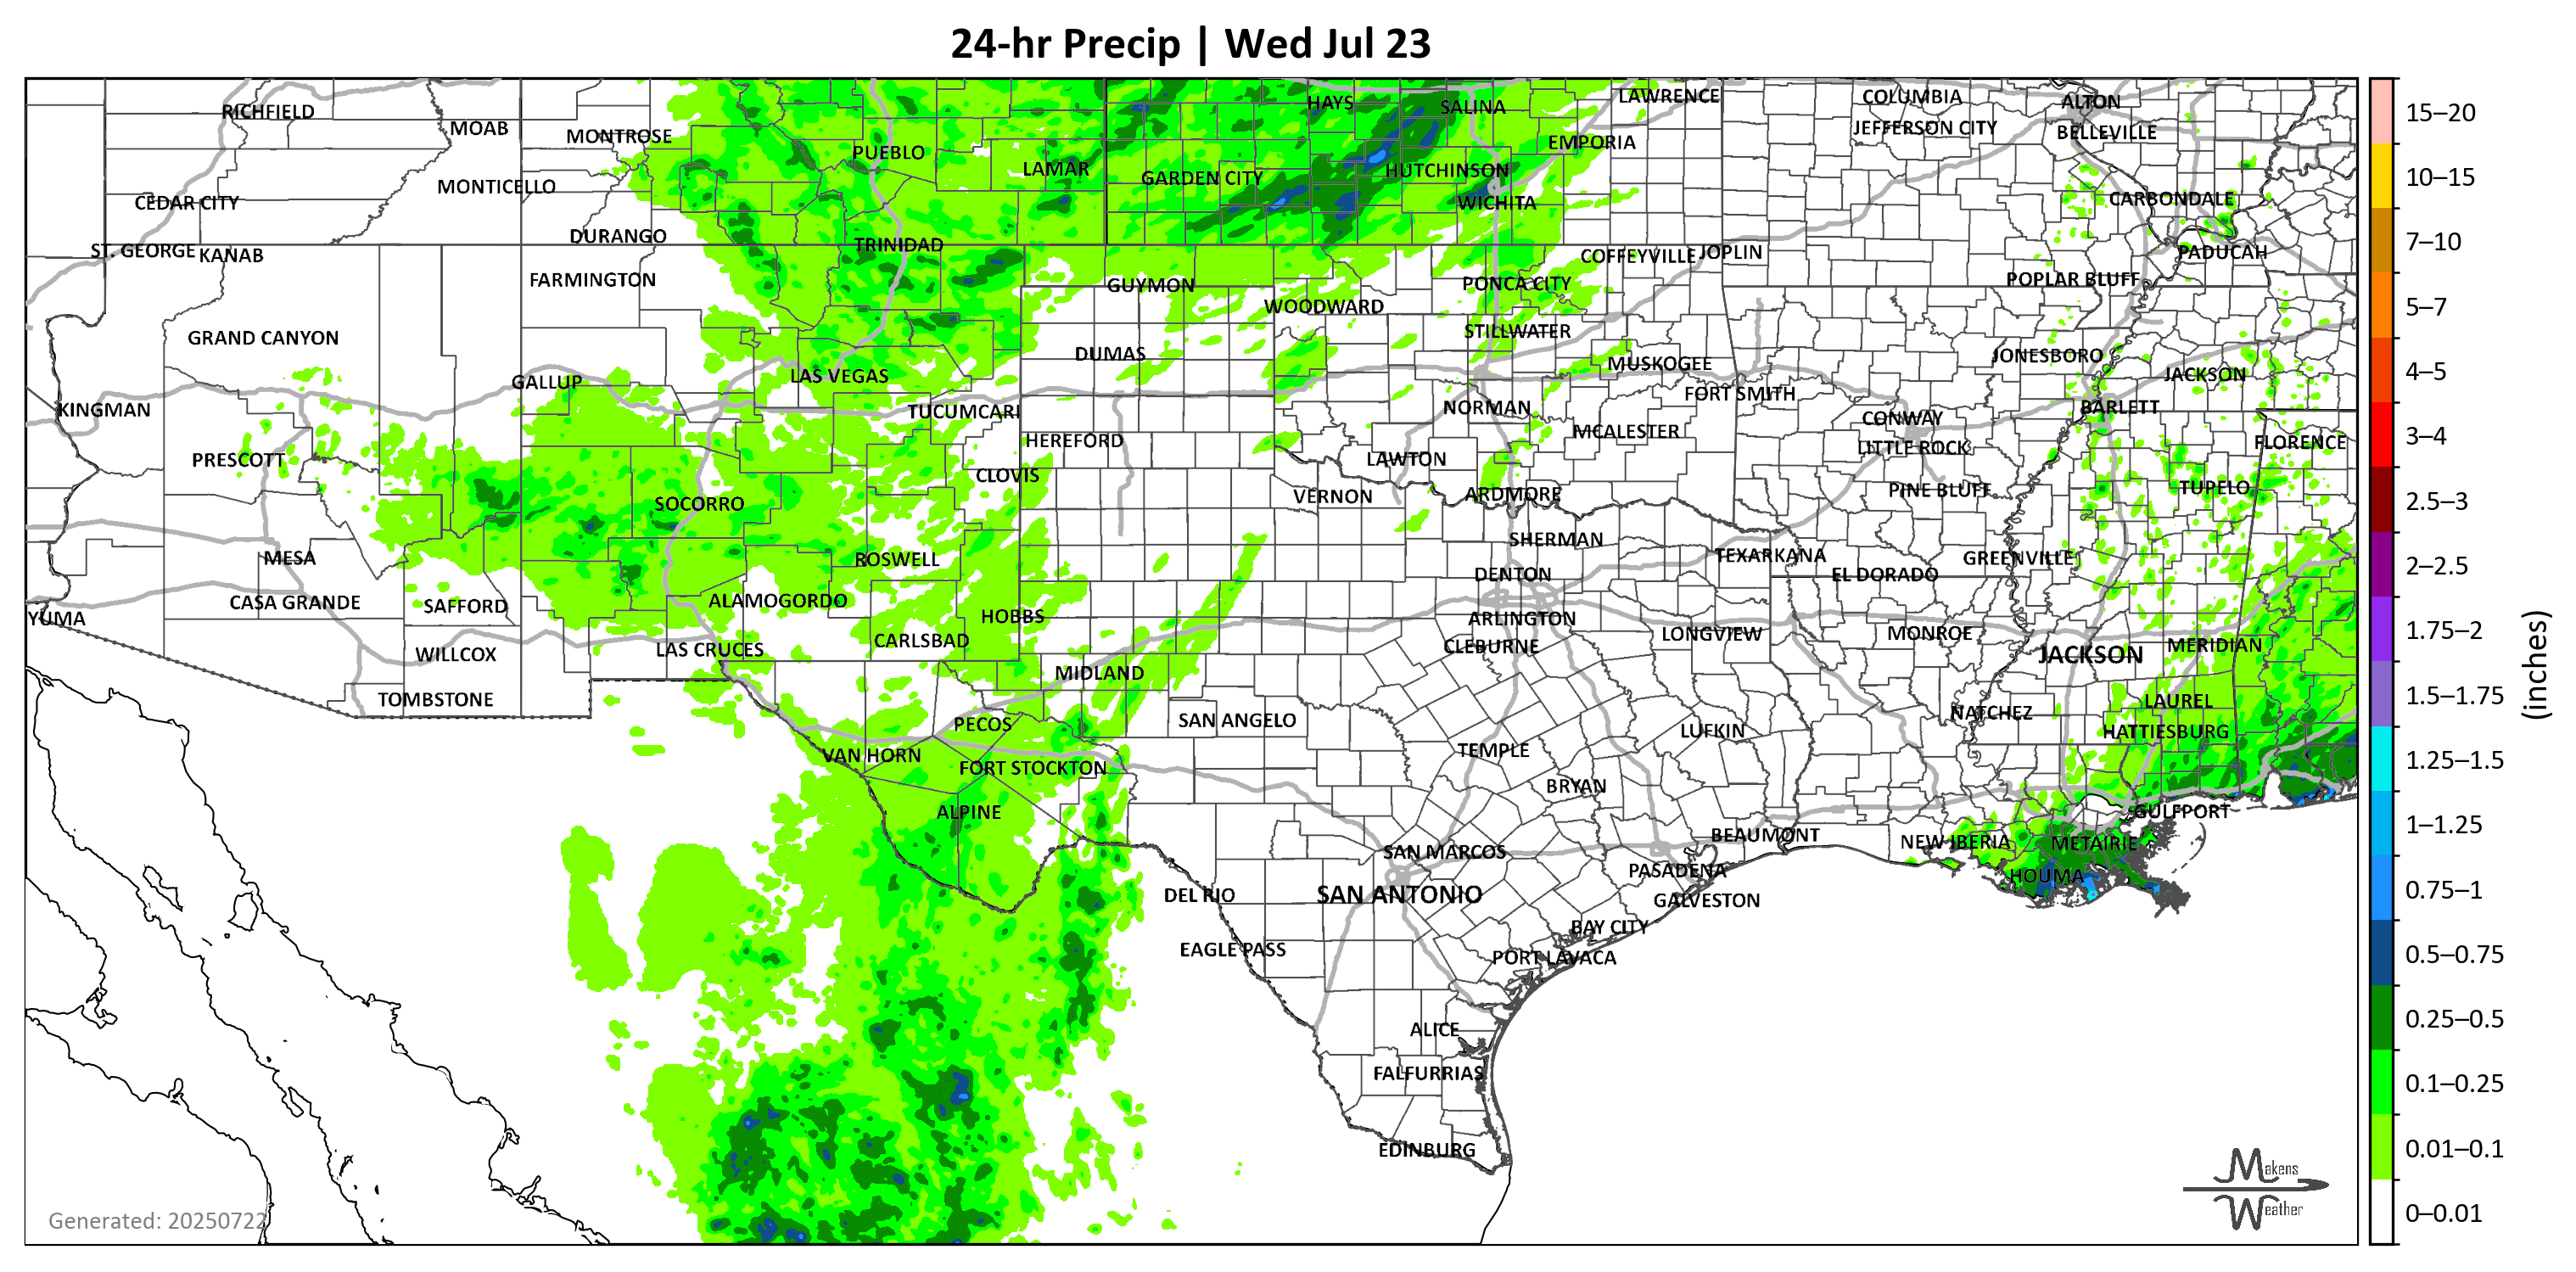 24-hr Precip | Wed Jul 23
RICHFIELD
MOAB
MONTROSE
PUEBLO
LAMAR
HAYS
SALINA
LAWRENCE
COLUMBIA
ALTON
JEFFERSON CITY
BELLEVILLE
EMPORIA
HUTCHINSON
GARDEN CITY
MONTICELLO
CEDAR CITY
WICHITA
CARBONDALE
DURANGO
TRINIDAD
ST. GEORGE
KANAB
COFFEYVILLE
JOPLIN
PADUCAH
FARMINGTON
GUYMON
PONCA CITY
POPLAR BLUFF
WOODWARD
GRAND CANYON
STILLWATER
DUMAS
MUSKOGEE
JONESBORO
GALLUP
LAS VEGAS
JACKSON
FORT SMITH
KINGMAN
TUCUMCARI
NORMAN
BARLETT
CONWAY
HEREFORD
MCALESTER
LITTLE ROCK
FLORENCE
PRESCOTT
LAWTON
CLOVIS
SOCORRO
VERNON
ARDMORE
PINE BLUFF
TUPELO
MESA
ROSWELL
SHERMAN
TEXARKANA
GREENVILLE
DENTON
EL DORADO
CASA GRANDE
SAFFORD
ALAMOGORDO
YUMA
HOBBS
ARLINGTON
CARLSBAD
LONGVIEW
MONROE
WILLCOX
LAS CRUCES
CLEBURNE
JACKSON
MERIDIAN
MIDLAND
TOMBSTONE
LAUREL
PECOS
SAN ANGELO
NATCHEZ
LUFKIN
HATTIESBURG
VAN HORN
FORT STOCKTON
TEMPLE
BRYAN
ALPINE
GULFPORT
BEAUMONT
NEW IBERIA
METAIRIE
SAN MARCOS
PASADENA
HOUMA
DEL RIO
SAN ANTONIO
GALVESTON
BAY CITY
EAGLE PASS
PORT LAVACA
ALICE
FALFURRIAS
EDINBURG
Makens
Weather
Generated: 20250722
15–20
10–15
7–10
5–7
4–5
3–4
2.5–3
2–2.5
1.75–2
1.5–1.75
1.25–1.5
1–1.25
0.75–1
0.5–0.75
0.25–0.5
0.1–0.25
0.01–0.1
0–0.01
(inches)